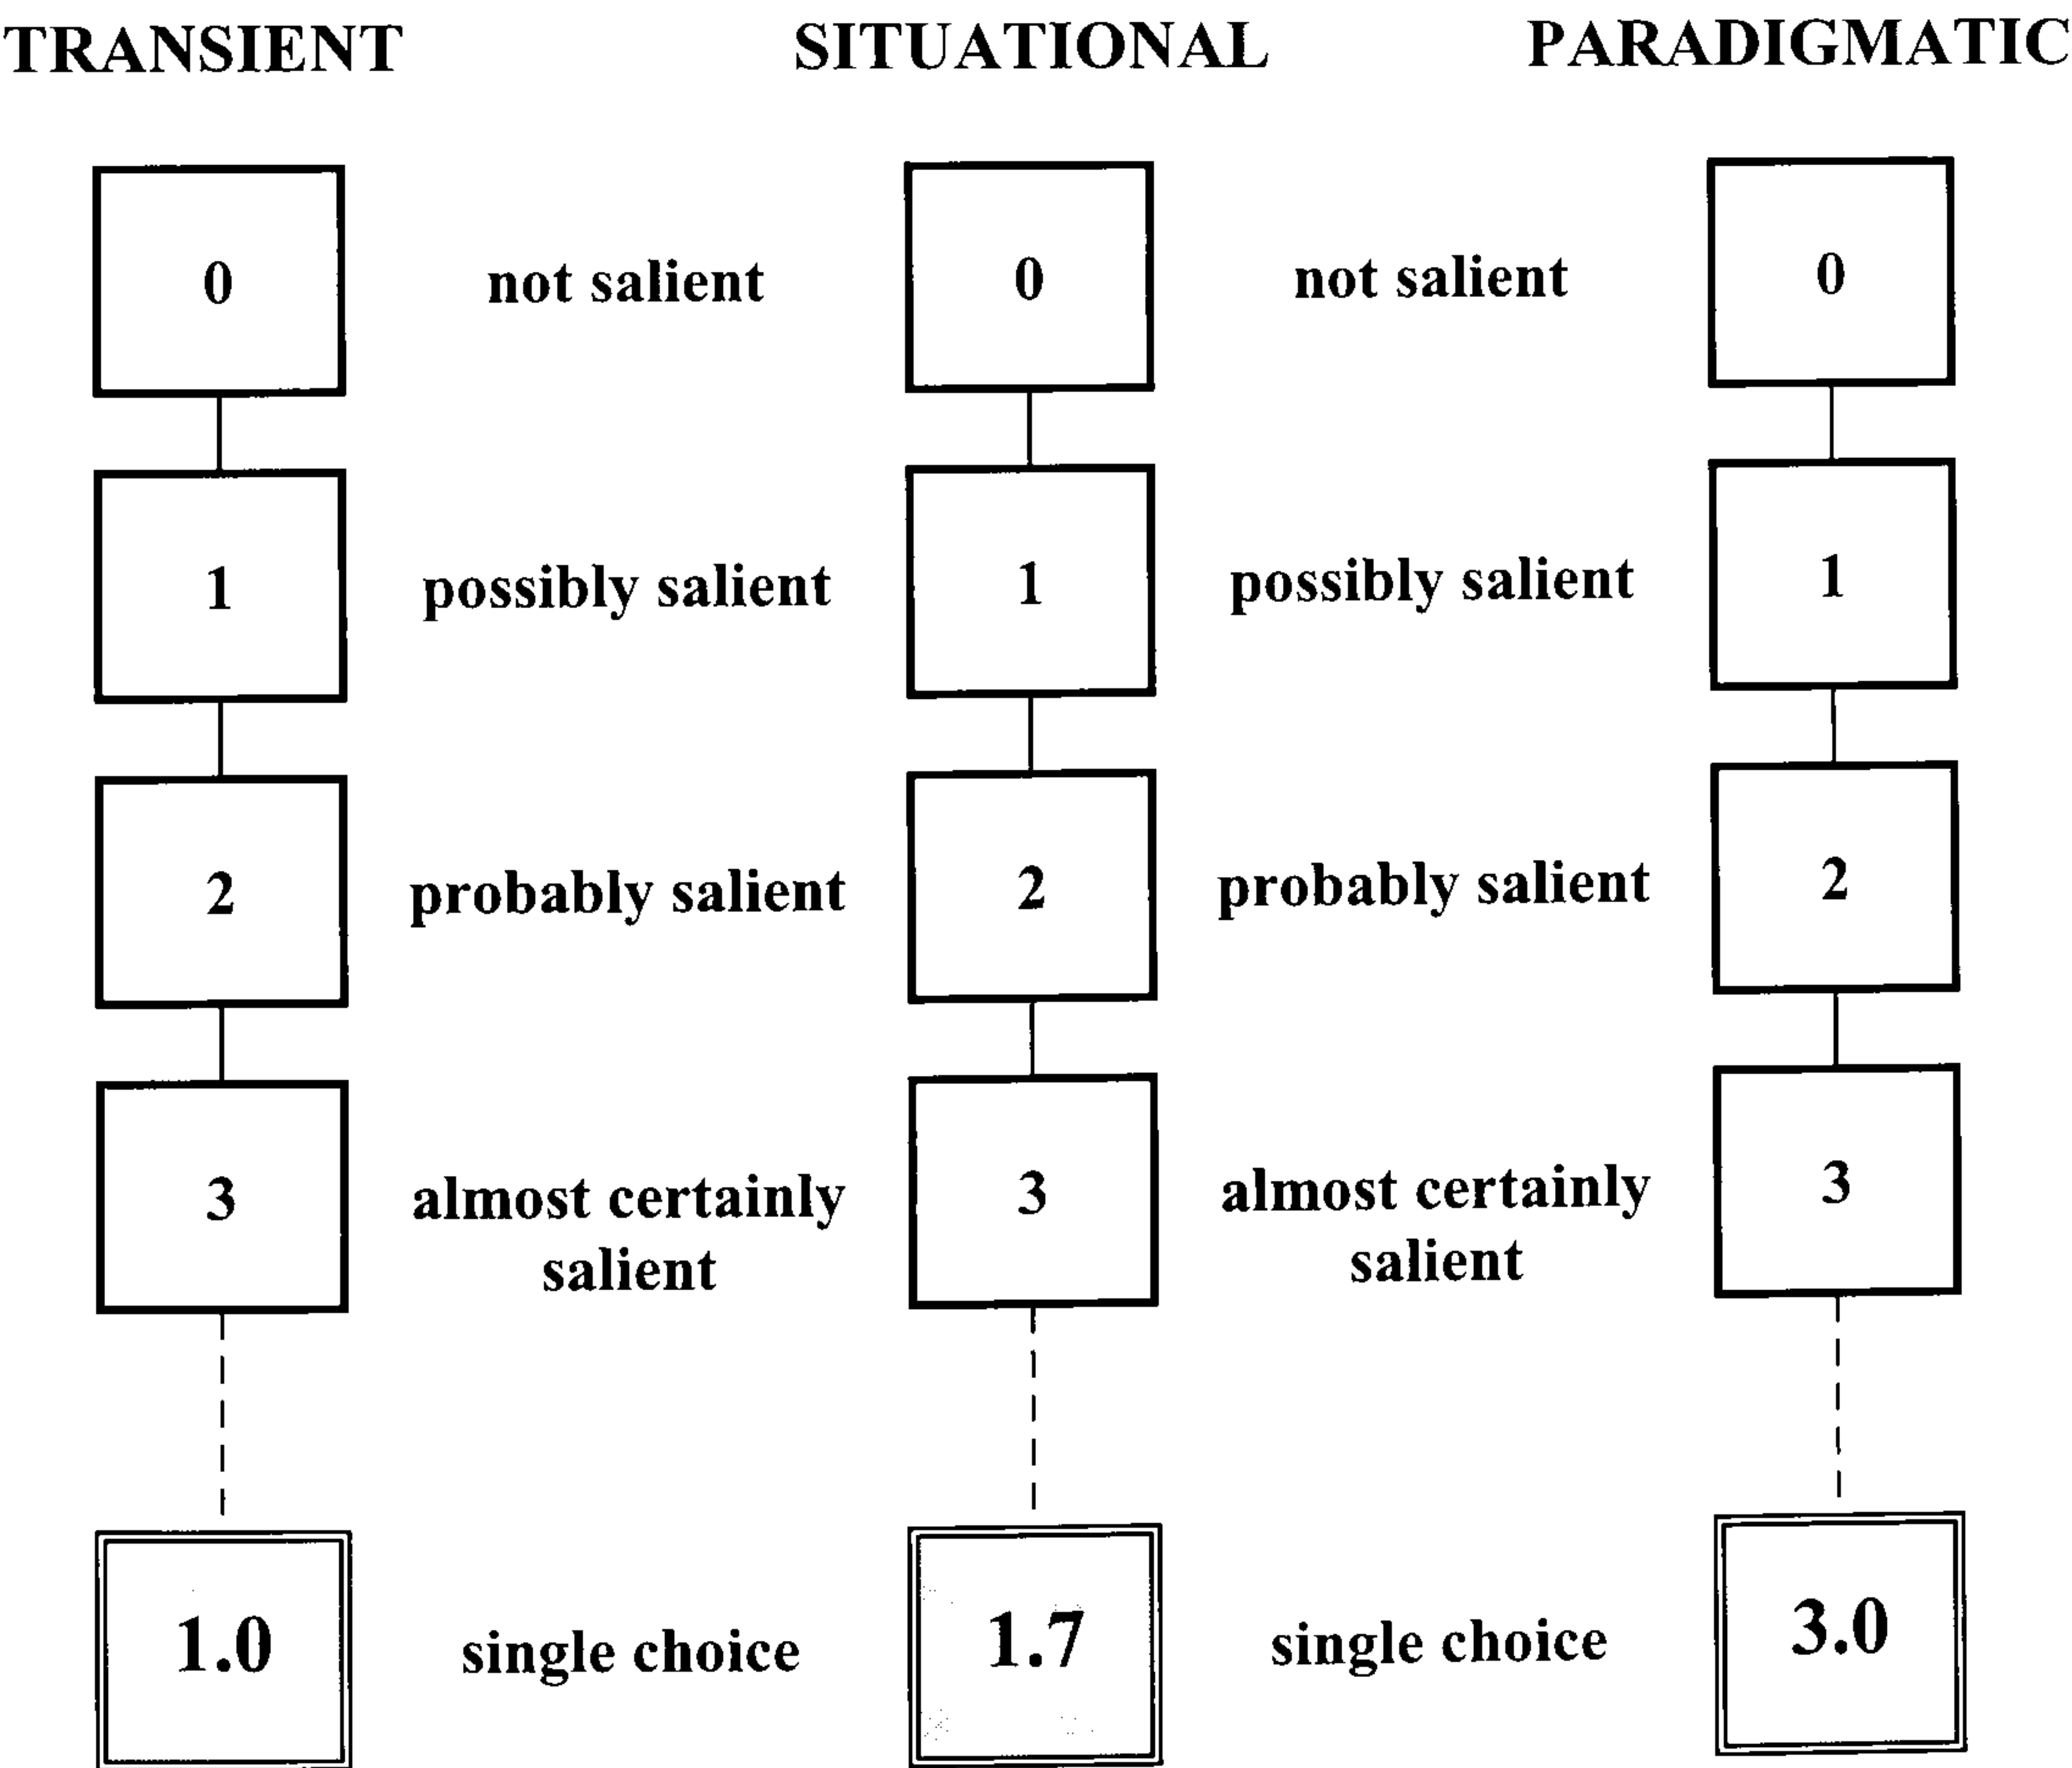 TRANSIENT SITUATIONAL PARADIGMATIC
0 not salient 0 not salient 0
1 possibly salient 1 possibly salient 1
2 probably salient 2 probably salient 2
3 almost certainly 3 almost certainly 3
salient salient
1.0 single choice 1.7 single choice 3.0